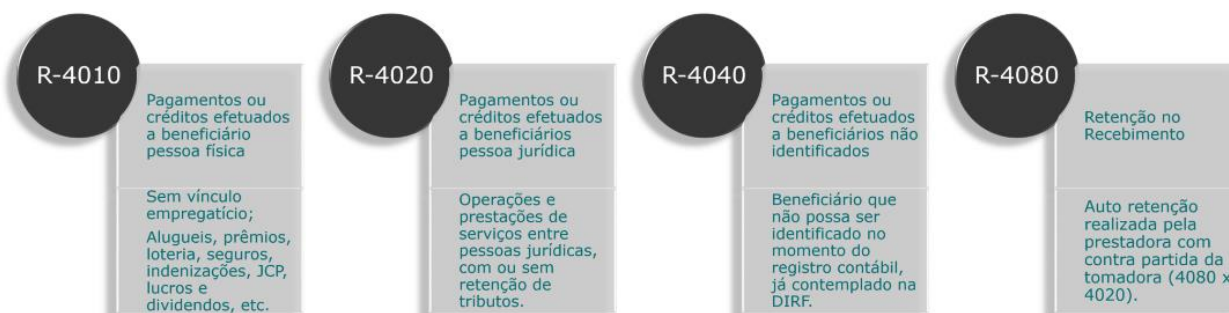 R-4010
Pagamentos ou
créditos efetuados
a beneficiário
pessoa física
Sem vínculo
empregatício;
Alugueis, prêmios,
loteria, seguros,
indenizações, JCP,
lucros e
dividendos, etc.
R-4020
Pagamentos ou
créditos efetuados
a beneficiários
pessoa jurídica
Operações e
prestações de
serviços entre
pessoas jurídicas,
com ou sem
retenção de
tributos.
R-4040
Pagamentos ou
créditos efetuados
a beneficiários não
identificados
Beneficiário que
não possa ser
identificado no
momento do
registro contábil,
já contemplado na
DIRF.
R-4080
Retenção no
Recebimento
Auto retenção
realizada pela
prestadora com
contra partida da
tomadora (4080 x
4020).